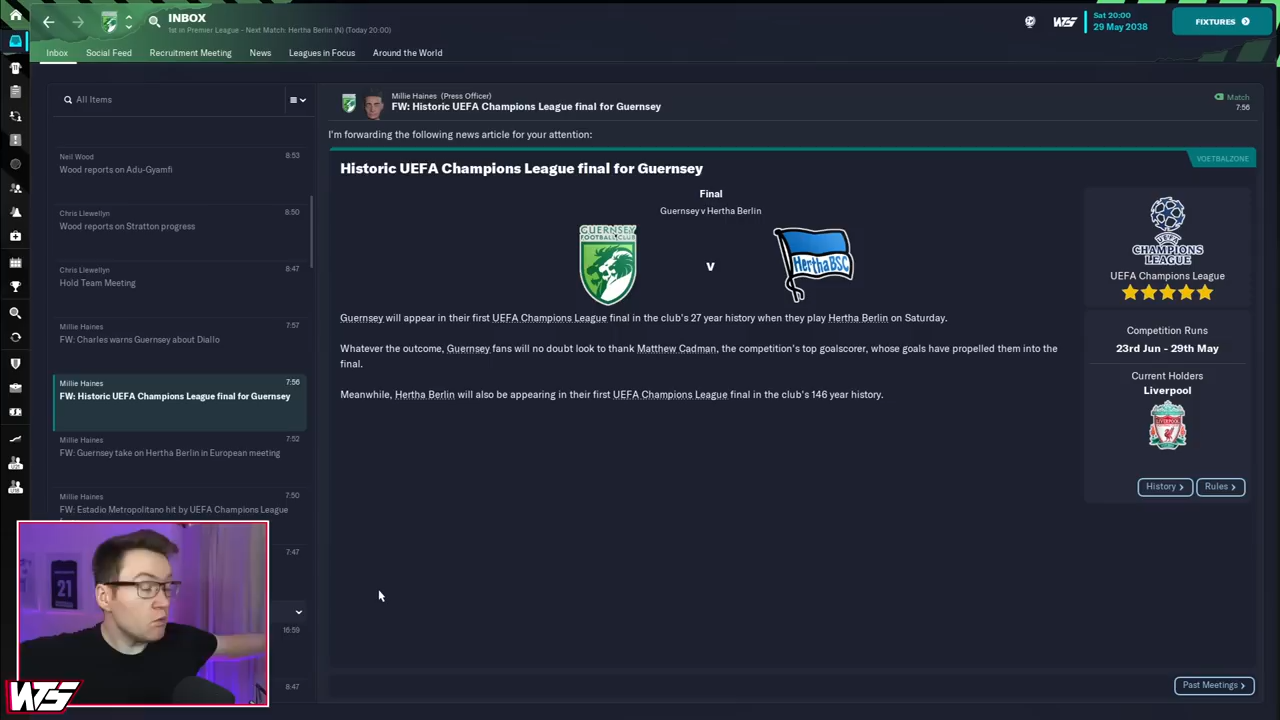 INBOX
1st in Premier League - Next Match: Hertha Berlin (N) (Today 20:00)
WTS
Sat 20:00
29 May 2038
FIXTURES
Inbox
Social Feed
Recruitment Meeting
News
Leagues in Focus
Around the World
All Items
Neil Wood
8:53
Wood reports on Adu-Gyamfi
Chris Llewellyn
8:50
Wood reports on Stratton progress
Chris Llewellyn
8:47
Hold Team Meeting
Millie Haines
7:57
FW: Charles warns Guernsey about Diallo
Millie Haines
7:56
FW: Historic UEFA Champions League final for Guernsey
Millie Haines
7:52
FW: Guernsey take on Hertha Berlin in European meeting
Millie Haines
7:50
FW: Estadio Metropolitano hit by UEFA Champions League
7:47
16:59
8:47
21
WTS
Millie Haines (Press Officer)
FW: Historic UEFA Champions League final for Guernsey
Match
7:56
I'm forwarding the following news article for your attention:
VOETBALZONE
Historic UEFA Champions League final for Guernsey
Final
Guernsey v Hertha Berlin
GUERNSEY
FOOTBALL CLUB
v
Hertha BSC
Guernsey will appear in their first UEFA Champions League final in the club's 27 year history when they play Hertha Berlin on Saturday.
Whatever the outcome, Guernsey fans will no doubt look to thank Matthew Cadman, the competition's top goalscorer, whose goals have propelled them into the
final.
Meanwhile, Hertha Berlin will also be appearing in their first UEFA Champions League final in the club's 146 year history.
UEFA
CHAMPIONS
LEAGUE
UEFA Champions League
Competition Runs
23rd Jun - 29th May
Current Holders
Liverpool
History
Rules
Past Meetings